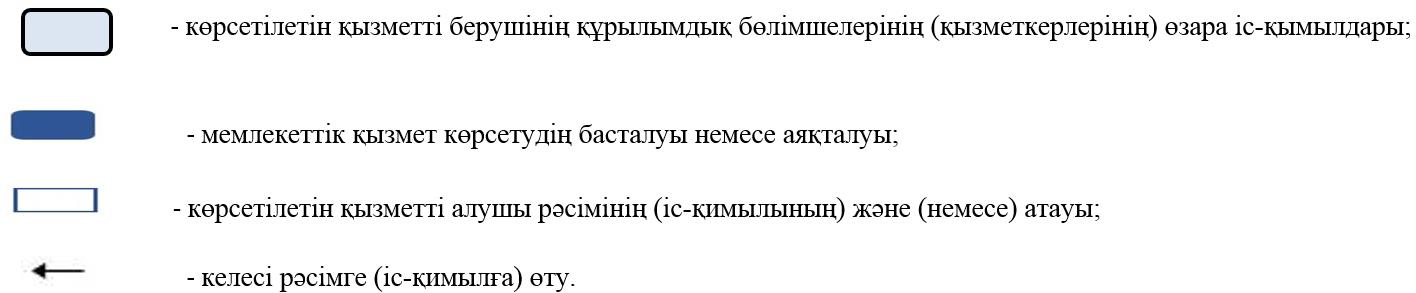 - көрсетілетін қызметті берушінің құрылымдық бөлімшелерінің (қызметкерлерінің) өзара іс-қымылдары;
- мемлекеттік қызмет көрсетудің басталуы немесе аяқталуы;
- көрсетілетін қызметті алушы рәсімінің (іс-қимылының) және (немесе) атауы;
- келесі рәсімге (іс-қимылға) өту.